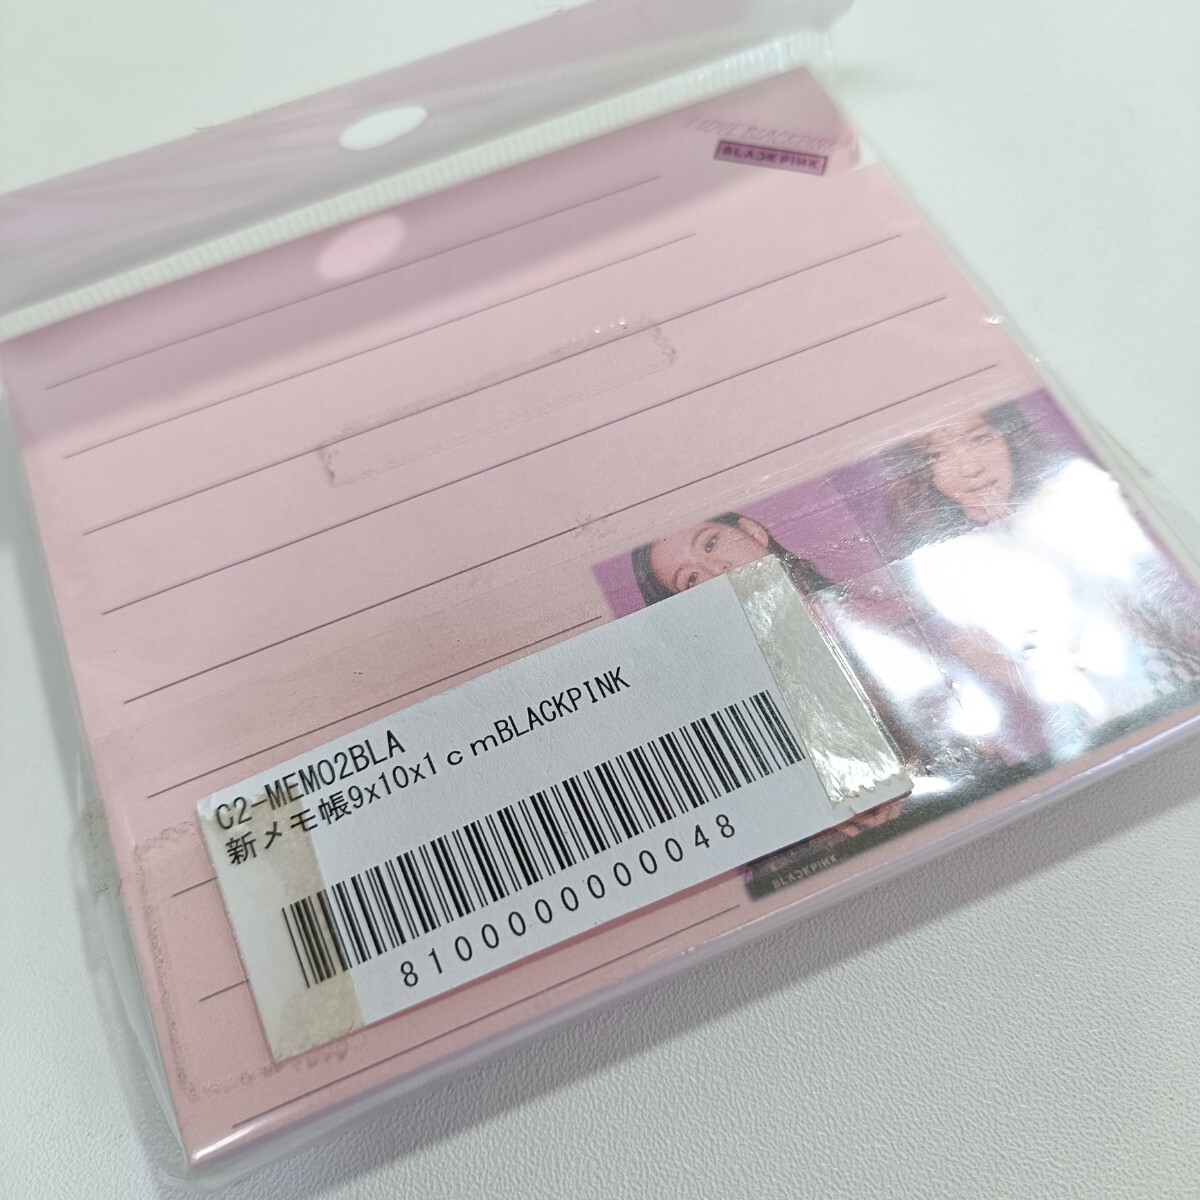 I LOVE BLACKPINK
BLACKPINK
C2-MEMO2BLA
新メモ帳9x10x1ｃｍBLACKPINK
8100000000048
BLACKPINK